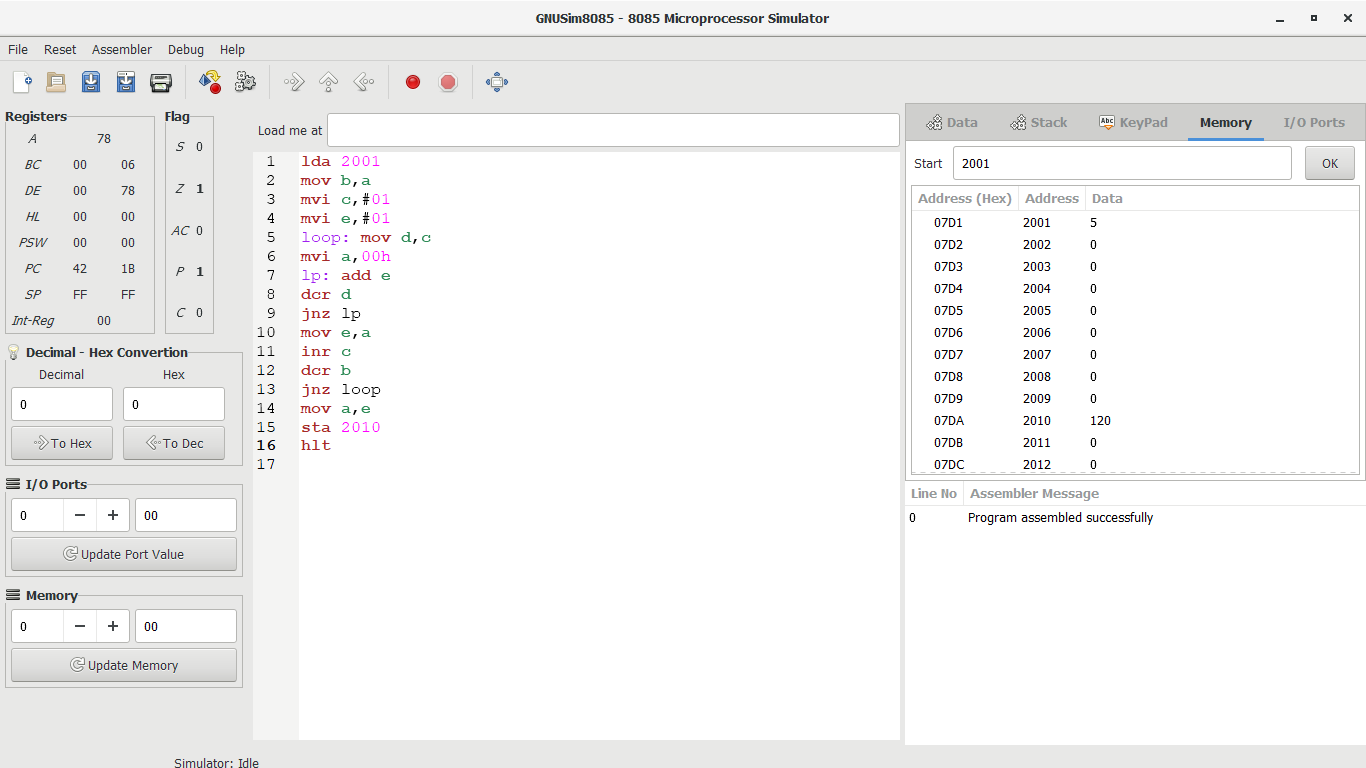 GNUSim8085 - 8085 Microprocessor Simulator
File Reset Assembler Debug Help
Registers
A 78
BC 00 06
DE 00 78
HL 00 00
PSW 00 00
PC 42 1B
SP FF FF
Int-Reg 00
Flag
S 0
Z 1
AC 0
P 1
C 0
Decimal - Hex Convertion
Decimal Hex
0 0
To Hex To Dec
I/O Ports
0 − + 00
Update Port Value
Memory
0 − + 00
Update Memory
Load me at
1 lda 2001
2 mov b,a
3 mvi c,#01
4 mvi e,#01
5 loop: mov d,c
6 mvi a,00h
7 lp: add e
8 dcr d
9 jnz lp
10 mov e,a
11 inr c
12 dcr b
13 jnz loop
14 mov a,e
15 sta 2010
16 hlt
17
Data Stack Abc KeyPad Memory I/O Ports
Start 2001 OK
Address (Hex) Address Data
07D1 2001 5
07D2 2002 0
07D3 2003 0
07D4 2004 0
07D5 2005 0
07D6 2006 0
07D7 2007 0
07D8 2008 0
07D9 2009 0
07DA 2010 120
07DB 2011 0
07DC 2012 0
Line No Assembler Message
0 Program assembled successfully
Simulator: Idle